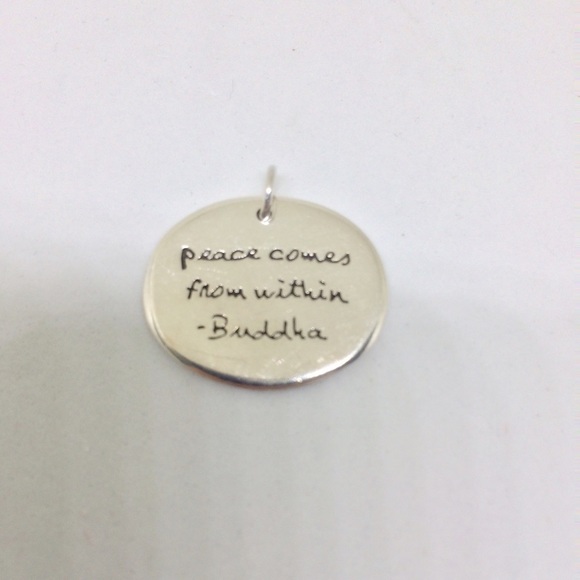 peace comes
from within
-Buddha